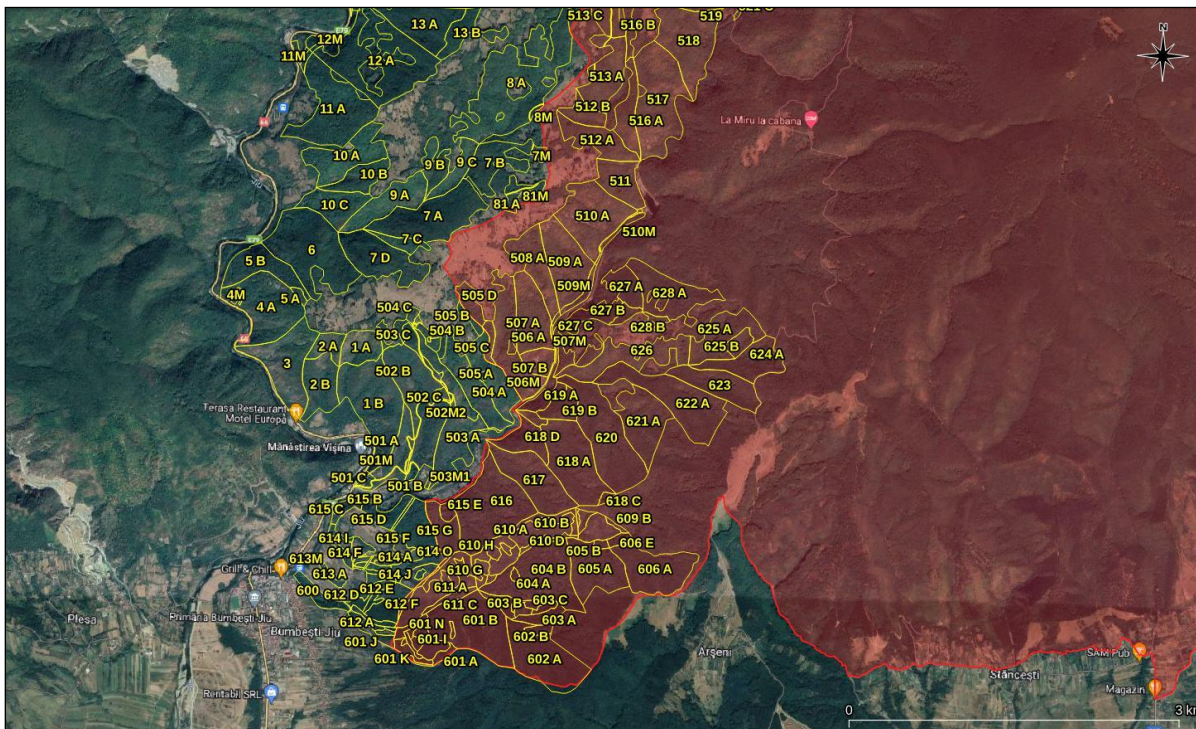 513 C
516 B
519
13 A
13 B
12M
518
N
11M
12 A
513 A
8 A
517
512 B
11 A
8M
516 A
La Miru la cabana
66
512 A
10 A
9 B
9 C
7 B
7M
10 B
511
9 A
81M
10 C
81 A
7 A
510 A
510M
E79
7 C
6
5 B
7 D
508 A
509 A
509M
627 A
628 A
4M
5 A
505 D
4 A
504 C
627 B
505 B
507 A
627 C
628 B
625 A
504 B
503 C
66
506 A
507M
2 A
1 A
505 C
626
625 B
624 A
3
502 B
505 A
507 B
506M
623
2 B
504 A
619 A
502 C
622 A
1 B
Terasa Restaurant
Motel Europa
502M2
619 B
621 A
501 A
503 A
618 D
620
Mănăstirea Vișina
501M
618 A
501 C
503M1
617
501 B
615 B
615 E
616
618 C
615 C
615 D
610 B
609 B
615 G
610 A
614 I
615 F
610 D
606 E
610 H
614 F
614 O
605 B
613M
614 A
Grill & Chill
610 G
604 B
605 A
606 A
613 A
614 J
604 A
600
612 E
611 A
612 D
603 C
612 F
611 C
603 B
Plesa
Primăria Bumbești-Jiu
601 B
603 A
612 A
601 N
Bumbești-Jiu
602 B
601 J
601 I
Arșeni
SAM Pub
601 K
601 A
602 A
Stăncești
Rentabil SRL
Magazin
0
3 km